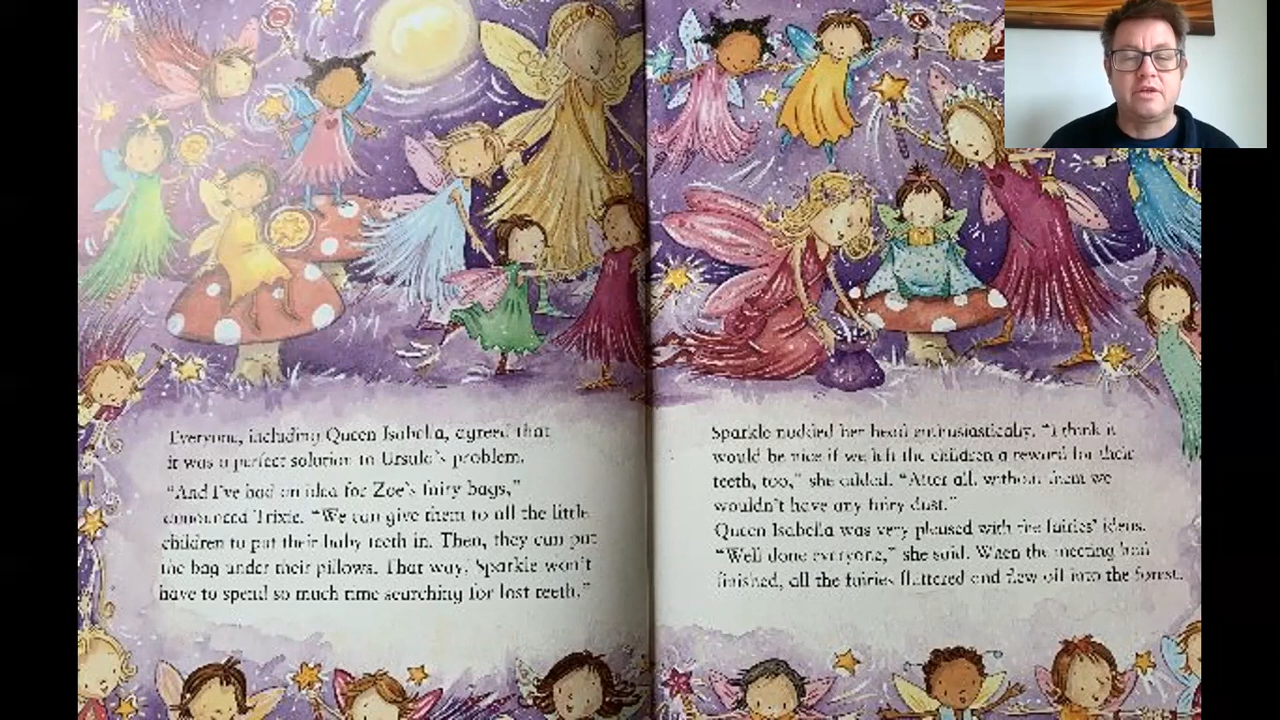 Everyone, including Queen Isabella, agreed that
it was a perfect solution to Ursula's problem.
"And I've had an idea for Zoe's fairy bags,"
announced Trixie. "We can give them to all the little
children to put their baby teeth in. Then, they can put
the bag under their pillows. That way, Sparkle won't
have to spend so much time searching for lost teeth."
Sparkle nodded her head enthusiastically. "I think it
would be nice if we left the children a reward for their
teeth, too," she added. "After all, without them we
wouldn't have any fairy dust."
Queen Isabella was very pleased with the fairies' ideas.
"Well done everyone," she said. When the meeting had
finished, all the fairies fluttered and flew off into the forest.